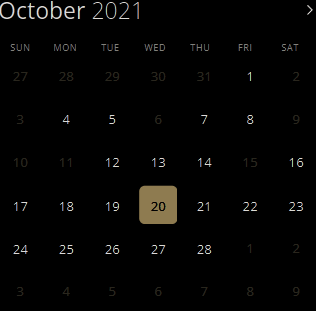 October 2021 >
SUN MON TUE WED THU FRI SAT
27 28 29 30 31 1 2
3 4 5 6 7 8 9
10 11 12 13 14 15 16
17 18 19 20 21 22 23
24 25 26 27 28 1 2
3 4 5 6 7 8 9